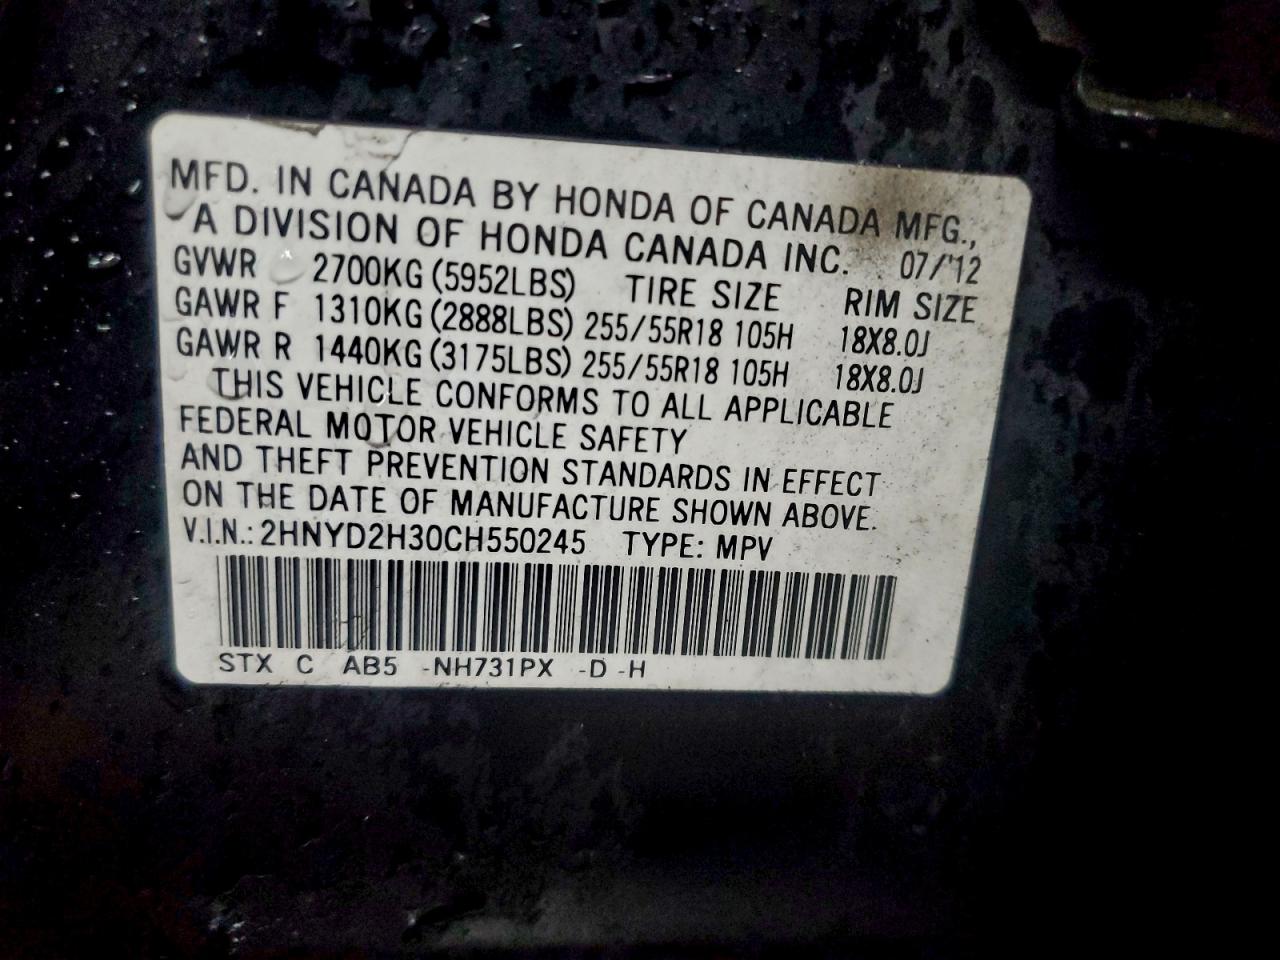 MFD. IN CANADA BY HONDA OF CANADA MFG.,
A DIVISION OF HONDA CANADA INC. 07/'12
GVWR 2700KG (5952LBS) TIRE SIZE RIM SIZE
GAWR F 1310KG (2888LBS) 255/55R18 105H 18X8.0J
GAWR R 1440KG (3175LBS) 255/55R18 105H 18X8.0J
THIS VEHICLE CONFORMS TO ALL APPLICABLE
FEDERAL MOTOR VEHICLE SAFETY
AND THEFT PREVENTION STANDARDS IN EFFECT
ON THE DATE OF MANUFACTURE SHOWN ABOVE.
V.I.N.: 2HNYD2H30CH550245 TYPE: MPV
STX C AB5 -NH731PX -D -H